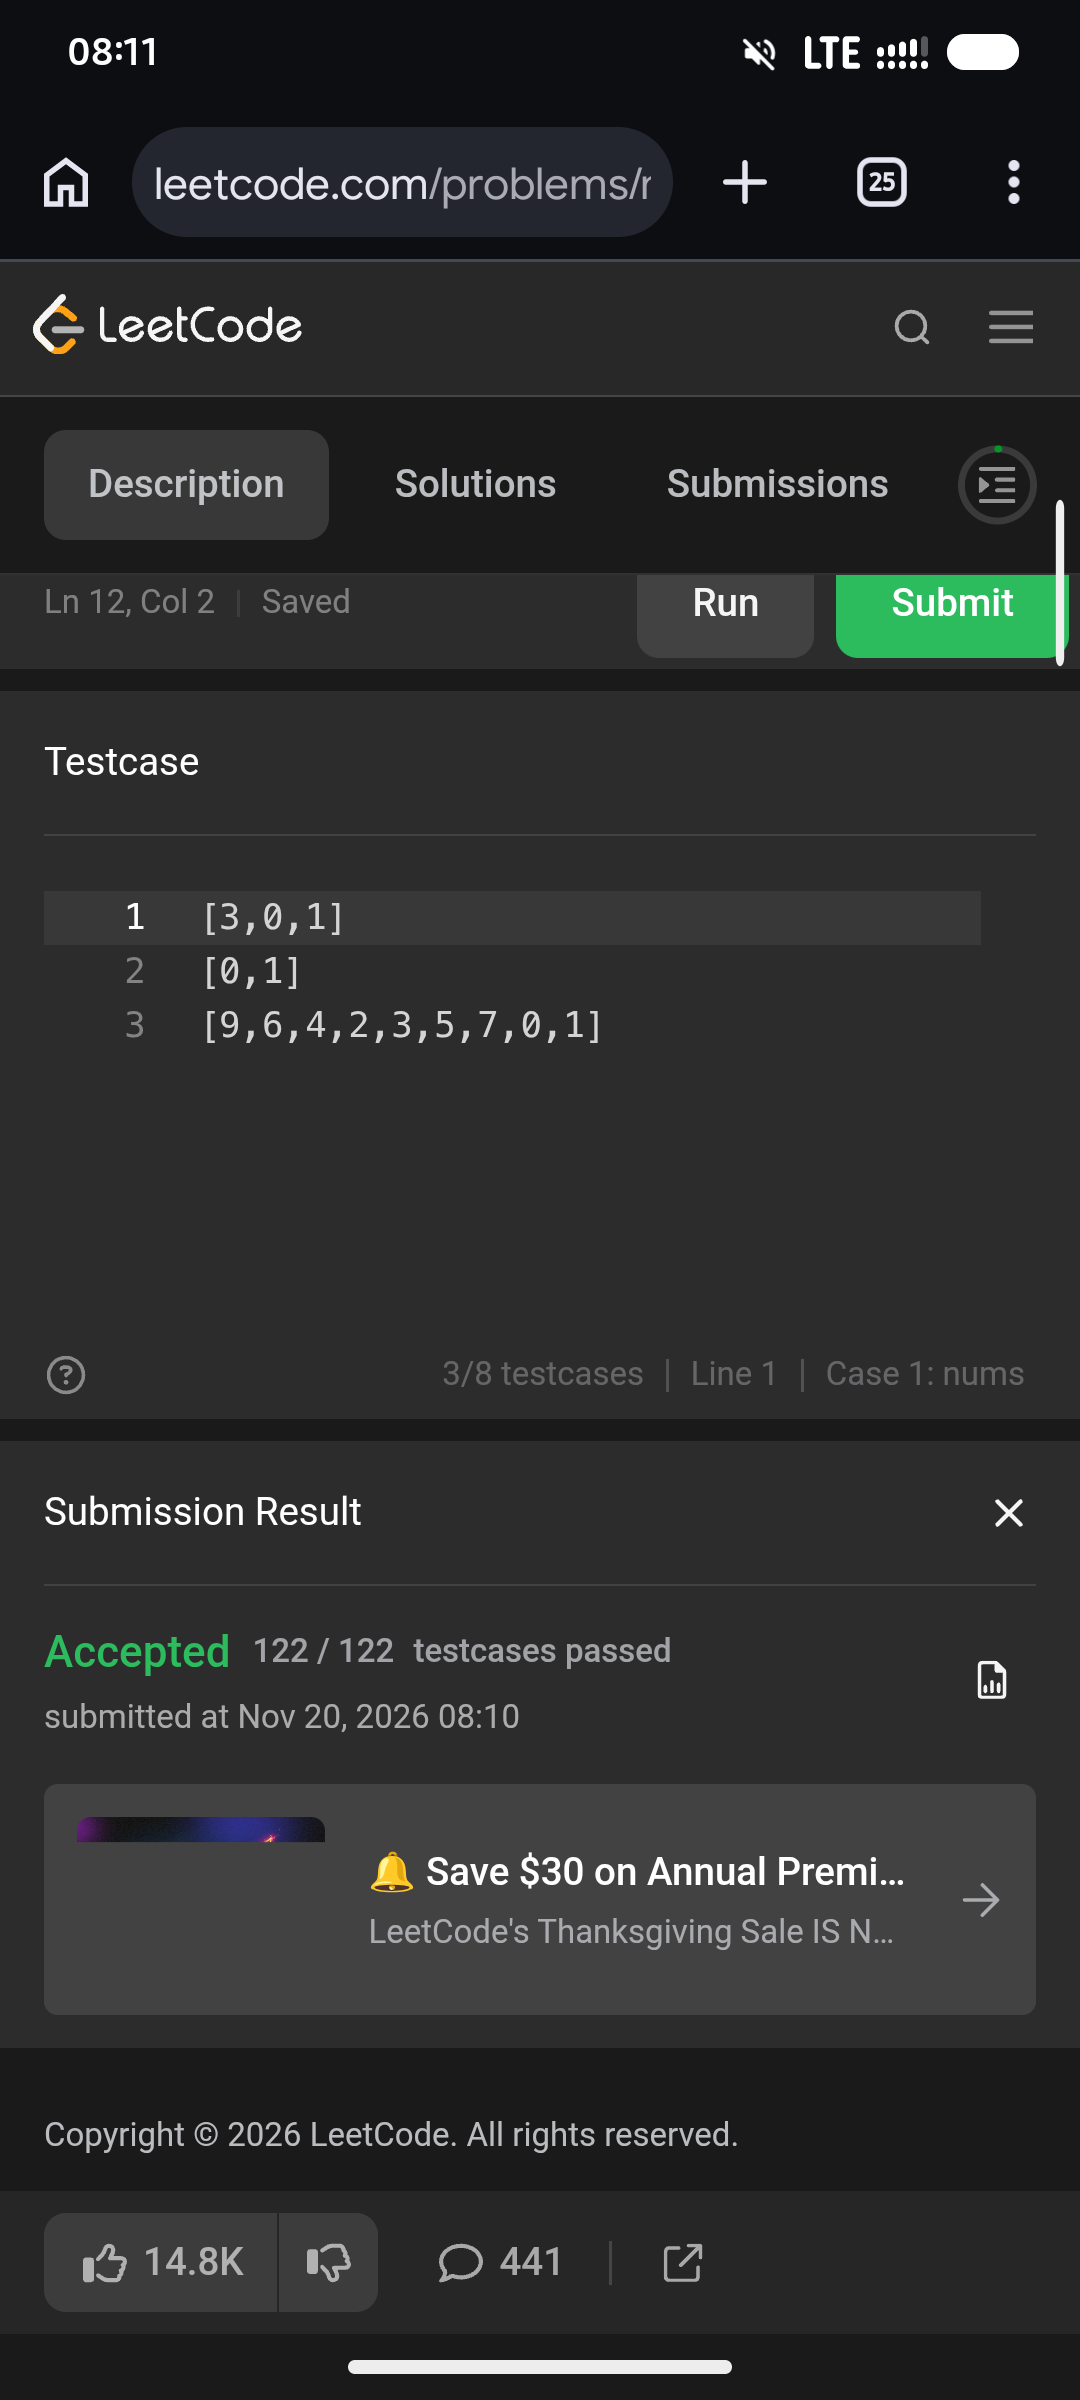 08:11 LTE
leetcode.com/problems/r 25
LeetCode
Description Solutions Submissions
Ln 12, Col 2 Saved Run Submit
Testcase
1 [3,0,1]
2 [0,1]
3 [9,6,4,2,3,5,7,0,1]
3/8 testcases | Line 1 | Case 1: nums
Submission Result
Accepted 122 / 122 testcases passed
submitted at Nov 20, 2026 08:10
🔔 Save $30 on Annual Premi...
LeetCode's Thanksgiving Sale IS N...
Copyright © 2026 LeetCode. All rights reserved.
14.8K 441